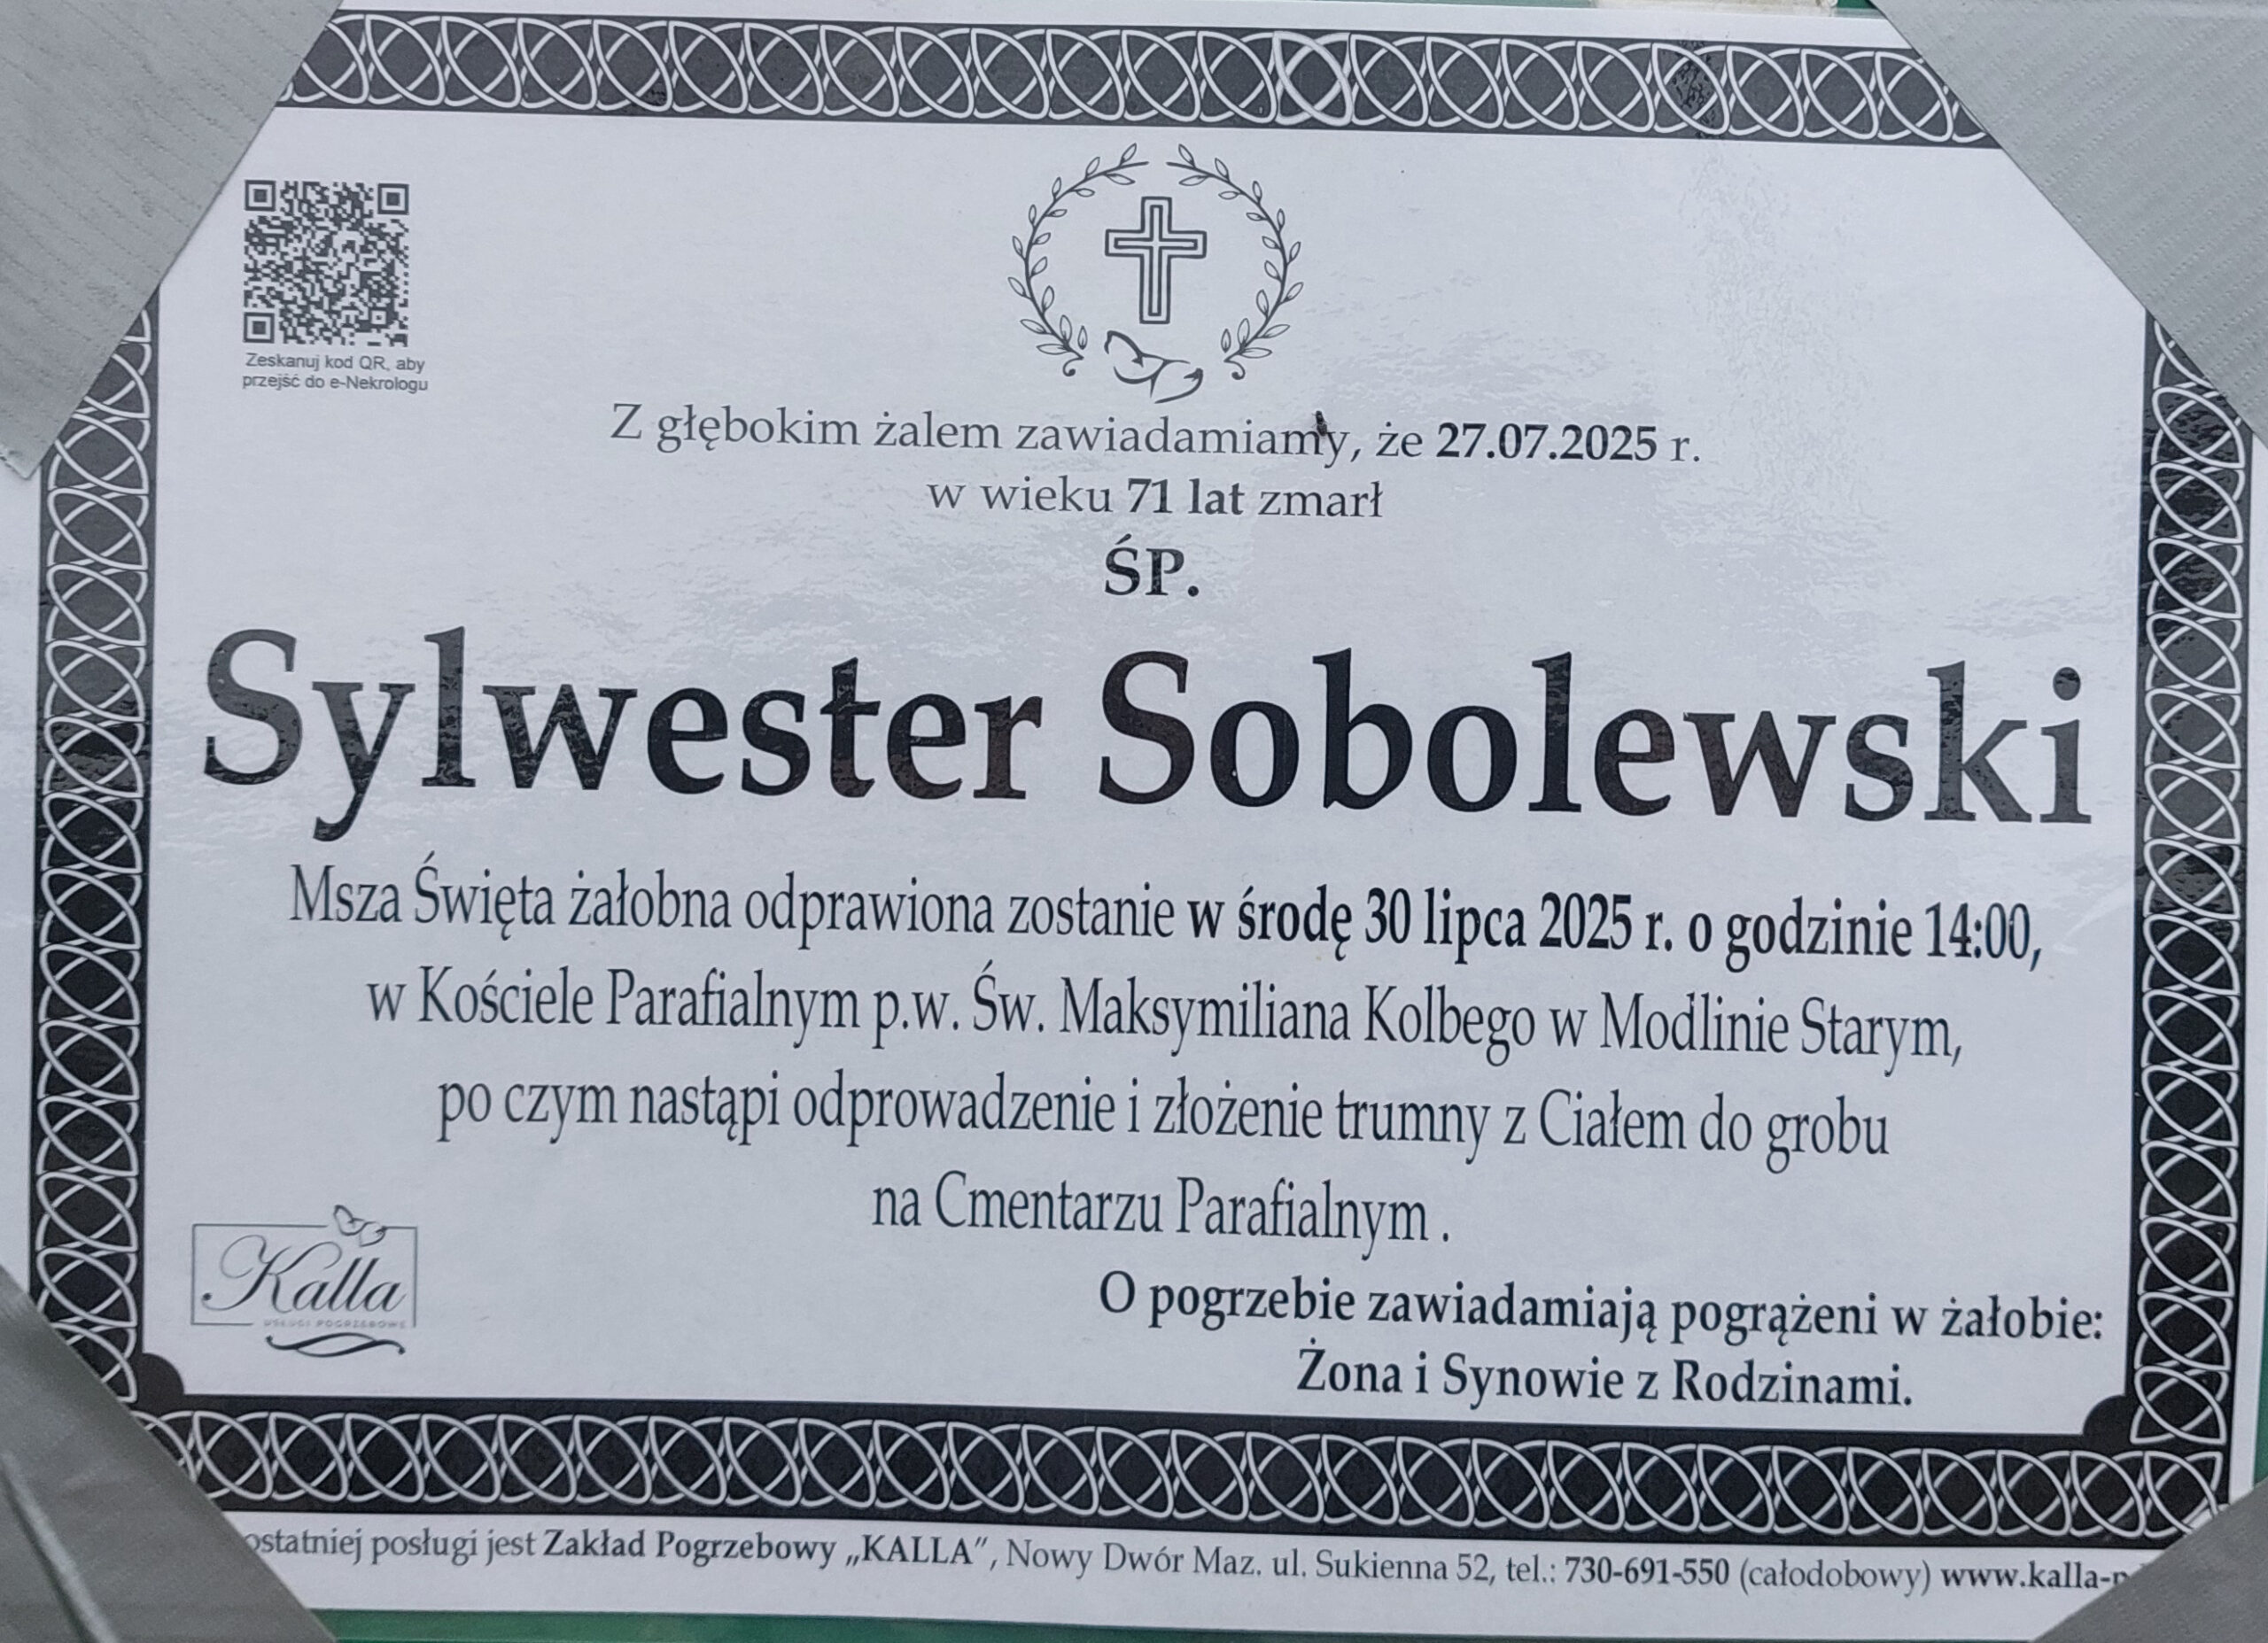 Zeskanuj kod QR, aby
przejść do e-Nekrologu
Z głębokim żalem zawiadamiamy, że 27.07.2025 r.
w wieku 71 lat zmarł
ŚP.
Sylwester Sobolewski
Msza Święta żałobna odprawiona zostanie w środę 30 lipca 2025 r. o godzinie 14:00,
w Kościele Parafialnym p.w. Św. Maksymiliana Kolbego w Modlinie Starym,
po czym nastąpi odprowadzenie i złożenie trumny z Ciałem do grobu
na Cmentarzu Parafialnym .
Kalla
USŁUGI POGRZEBOWE
O pogrzebie zawiadamiają pogrążeni w żałobie:
Żona i Synowie z Rodzinami.
ostatniej posługi jest Zakład Pogrzebowy „KALLA”, Nowy Dwór Maz. ul. Sukienna 52, tel.: 730-691-550 (całodobowy) www.kalla-